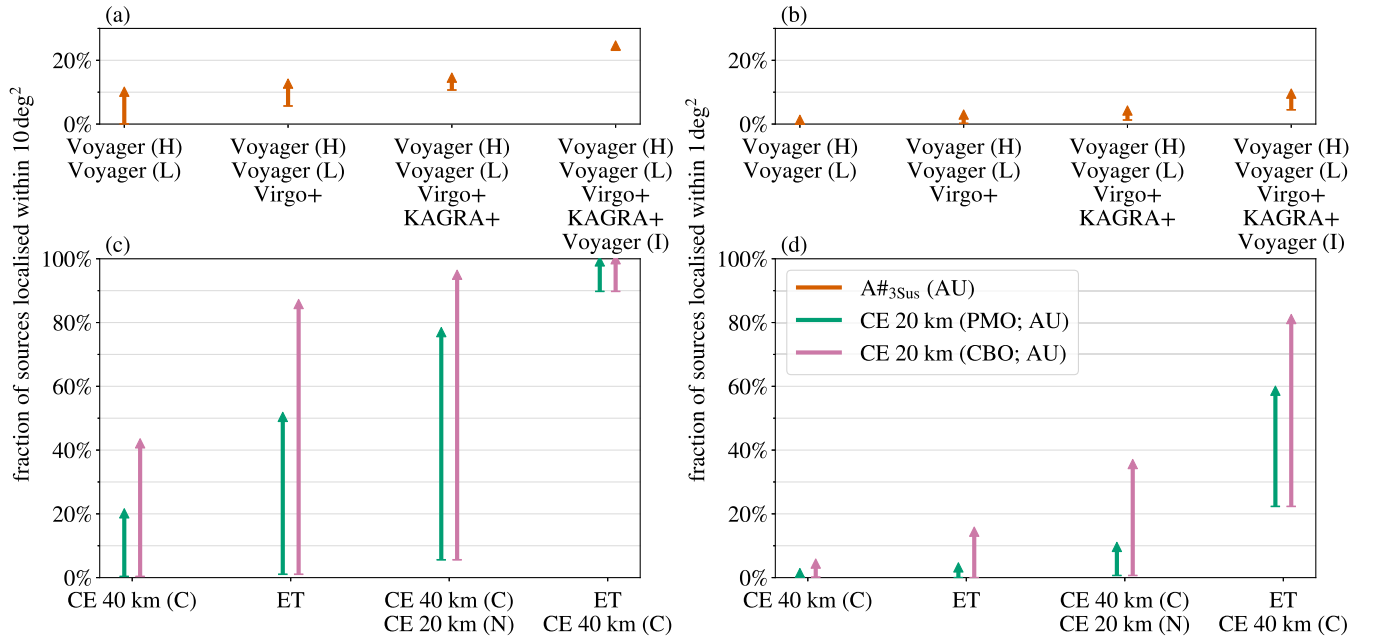 (a)
fraction of sources localised within 10 deg²
20%
0%
Voyager (H)
Voyager (L)
Voyager (H)
Voyager (L)
Virgo+
Voyager (H)
Voyager (L)
Virgo+
KAGRA+
Voyager (H)
Voyager (L)
Virgo+
KAGRA+
Voyager (I)
(b)
fraction of sources localised within 1 deg²
20%
0%
Voyager (H)
Voyager (L)
Voyager (H)
Voyager (L)
Virgo+
Voyager (H)
Voyager (L)
Virgo+
KAGRA+
Voyager (H)
Voyager (L)
Virgo+
KAGRA+
Voyager (I)
(c)
100%
80%
60%
40%
20%
0%
CE 40 km (C)
ET
CE 40 km (C)
CE 20 km (N)
ET
CE 40 km (C)
(d)
100%
80%
60%
40%
20%
0%
A#3Sus (AU)
CE 20 km (PMO; AU)
CE 20 km (CBO; AU)
CE 40 km (C)
ET
CE 40 km (C)
CE 20 km (N)
ET
CE 40 km (C)